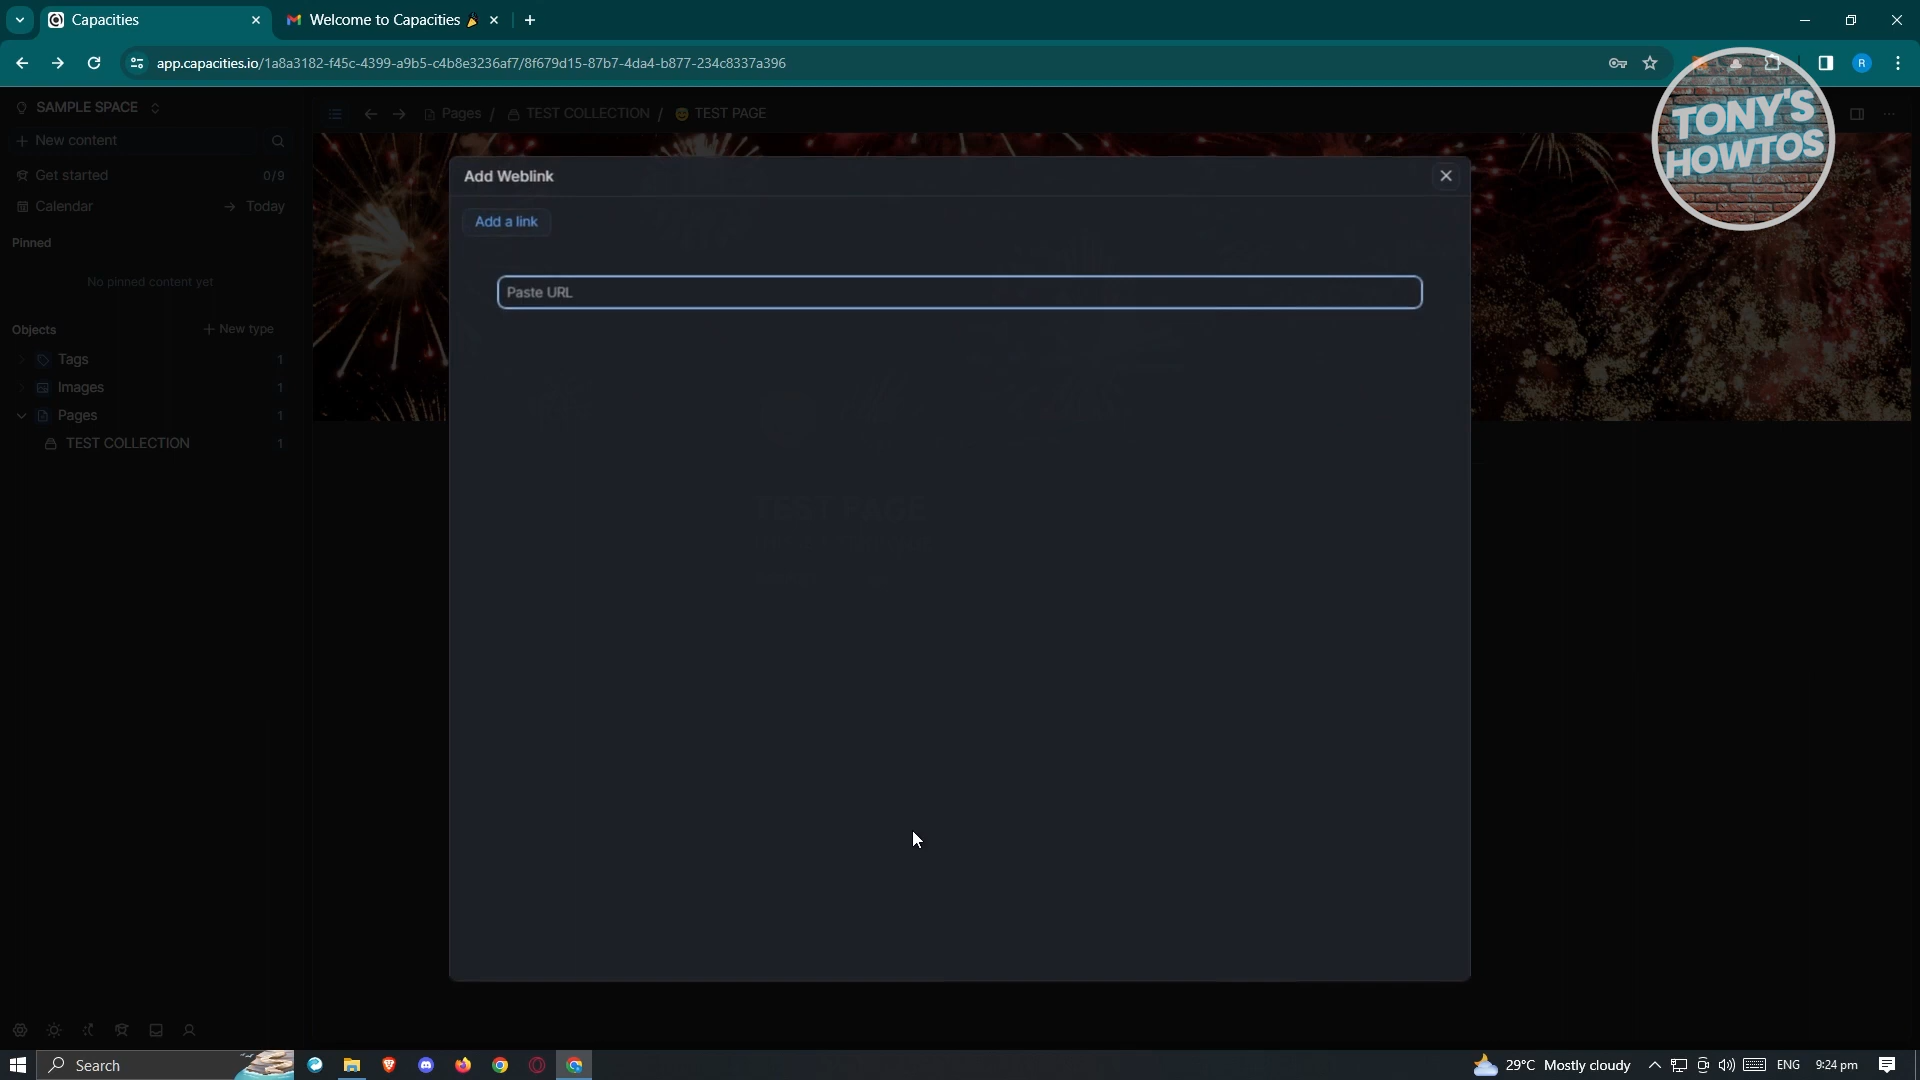 Capacities
Welcome to Capacities
app.capacities.io/1a8a3182-f45c-4399-a9b5-c4b8e3236af7/8f679d15-87b7-4da4-b877-234c8337a396
R
TONY'S
HOWTOS
SAMPLE SPACE
Pages / TEST COLLECTION / TEST PAGE
New content
Get started 0/9
Calendar Today
Pinned
No pinned content yet
Objects New type
Tags 1
Images 1
Pages 1
TEST COLLECTION 1
Add Weblink
Add a link
Paste URL
TEST PAGE
Search
29°C Mostly cloudy
ENG
9:24 pm